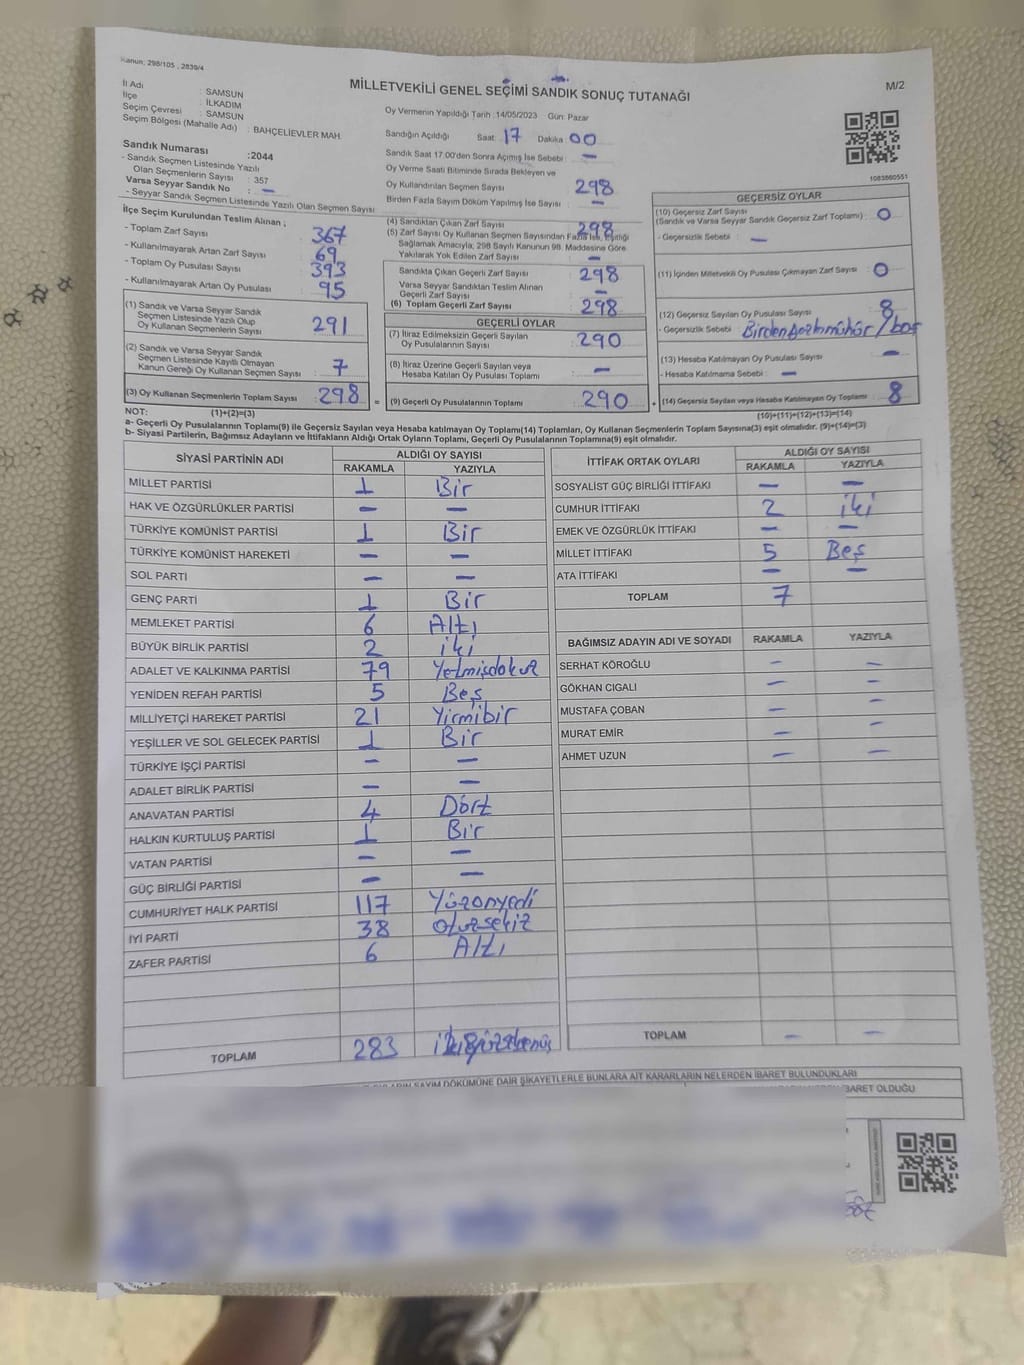 Kanun: 298/105 , 2839/4
M/2
MİLLETVEKİLİ GENEL SEÇİMİ SANDIK SONUÇ TUTANAĞI
İl Adı : SAMSUN
İlçe : İLKADIM
Seçim Çevresi : SAMSUN
Seçim Bölgesi (Mahalle Adı) : BAHÇELİEVLER MAH.
Sandık Numarası :2044
- Sandık Seçmen Listesinde Yazılı
Olan Seçmenlerin Sayısı : 357
Varsa Seyyar Sandık No : –
- Seyyar Sandık Seçmen Listesinde Yazılı Olan Seçmen Sayısı
İlçe Seçim Kurulundan Teslim Alınan ;
- Toplam Zarf Sayısı : 367
- Kullanılmayarak Artan Zarf Sayısı : 69
- Toplam Oy Pusulası Sayısı : 393
- Kullanılmayarak Artan Oy Pusulası : 95
(1) Sandık ve Varsa Seyyar Sandık
Seçmen Listesinde Yazılı Olup
Oy Kullanan Seçmenlerin Sayısı : 291
(2) Sandık ve Varsa Seyyar Sandık
Seçmen Listesinde Kayıtlı Olmayan
Kanun Gereği Oy Kullanan Seçmen Sayısı : 7
(3) Oy Kullanan Seçmenlerin Toplam Sayısı : 298
Oy Vermenin Yapıldığı Tarih :14/05/2023 Gün: Pazar
Sandığın Açıldığı Saat: 17 Dakika: 00
Sandık Saat 17.00'den Sonra Açımış İse Sebebi : –
Oy Verme Saati Bitiminde Sırada Bekleyen ve
Oy Kullandırılan Seçmen Sayısı 298
Birden Fazla Sayım Döküm Yapılmış İse Sayısı : –
(4) Sandıktan Çıkan Zarf Sayısı : 298
(5) Zarf Sayısı Oy Kullanan Seçmen Sayısından Fazla İse, Eşitliği
Sağlamak Amacıyla; 298 Sayılı Kanunun 98. Maddesine Göre
Yakılarak Yok Edilen Zarf Sayısı : –
Sandıkta Çıkan Geçerli Zarf Sayısı : 298
Varsa Seyyar Sandıktan Teslim Alınan
Geçerli Zarf Sayısı : –
(6) Toplam Geçerli Zarf Sayısı : 298
GEÇERLİ OYLAR
(7) İtiraz Edilmeksizin Geçerli Sayılan
Oy Pusulalarının Sayısı : 290
(8) İtiraz Üzerine Geçerli Sayılan veya
Hesaba Katılan Oy Pusulaları Toplamı : –
= (9) Geçerli Oy Pusulalarının Toplamı : 290 +
1083860551
GEÇERSİZ OYLAR
(10) Geçersiz Zarf Sayısı
(Sandık ve Varsa Seyyar Sandık Geçersiz Zarf Toplamı) : 0
- Geçersizlik Sebebi : –
(11) İçinden Milletvekili Oy Pusulası Çıkmayan Zarf Sayısı : 0
(12) Geçersiz Sayılan Oy Pusulası Sayısı : 8
- Geçersizlik Sebebi : Birden fazla mühür / boş
(13) Hesaba Katılmayan Oy Pusulası Sayısı : –
- Hesaba Katılmama Sebebi : –
(14) Geçersiz Sayılan veya Hesaba Katılmayan Oy Toplamı : 8
NOT: (1)+(2)=(3) (10)+(11)+(12)+(13)=(14)
a- Geçerli Oy Pusulalarının Toplamı(9) ile Geçersiz Sayılan veya Hesaba katılmayan Oy Toplamı(14) Toplamları, Oy Kullanan Seçmenlerin Toplam Sayısına(3) eşit olmalıdır. (9)+(14)=(3)
b- Siyasi Partilerin, Bağımsız Adayların ve İttifakların Aldığı Ortak Oyların Toplamı, Geçerli Oy Pusulalarının Toplamına(9) eşit olmalıdır.
SİYASİ PARTİNİN ADI ALDIĞI OY SAYISI
RAKAMLA YAZIYLA
MİLLET PARTİSİ 1 Bir
HAK VE ÖZGÜRLÜKLER PARTİSİ – –
TÜRKİYE KOMÜNİST PARTİSİ 1 Bir
TÜRKİYE KOMÜNİST HAREKETİ – –
SOL PARTİ – –
GENÇ PARTİ 1 Bir
MEMLEKET PARTİSİ 6 Altı
BÜYÜK BİRLİK PARTİSİ 2 iki
ADALET VE KALKINMA PARTİSİ 79 Yetmişdokuz
YENİDEN REFAH PARTİSİ 5 Beş
MİLLİYETÇİ HAREKET PARTİSİ 21 Yirmibir
YEŞİLLER VE SOL GELECEK PARTİSİ 1 Bir
TÜRKİYE İŞÇİ PARTİSİ – –
ADALET BİRLİK PARTİSİ – –
ANAVATAN PARTİSİ 4 Dört
HALKIN KURTULUŞ PARTİSİ 1 Bir
VATAN PARTİSİ – –
GÜÇ BİRLİĞİ PARTİSİ – –
CUMHURİYET HALK PARTİSİ 117 Yüzonyedi
İYİ PARTİ 38 Otuzsekiz
ZAFER PARTİSİ 6 Altı
TOPLAM 283
İTTİFAK ORTAK OYLARI ALDIĞI OY SAYISI
RAKAMLA YAZIYLA
SOSYALİST GÜÇ BİRLİĞİ İTTİFAKI – –
CUMHUR İTTİFAKI 2 iki
EMEK VE ÖZGÜRLÜK İTTİFAKI – –
MİLLET İTTİFAKI 5 Beş
ATA İTTİFAKI – –
TOPLAM 7
BAĞIMSIZ ADAYIN ADI VE SOYADI RAKAMLA YAZIYLA
SERHAT KÖROĞLU – –
GÖKHAN CIGALI – –
MUSTAFA ÇOBAN – –
MURAT EMİR – –
AHMET UZUN – –
TOPLAM – –
SAYIM DÖKÜMÜNE DAİR ŞİKAYETLERLE BUNLARA AİT KARARLARIN NELERDEN İBARET BULUNDUKLARI
İBARET OLDUĞU